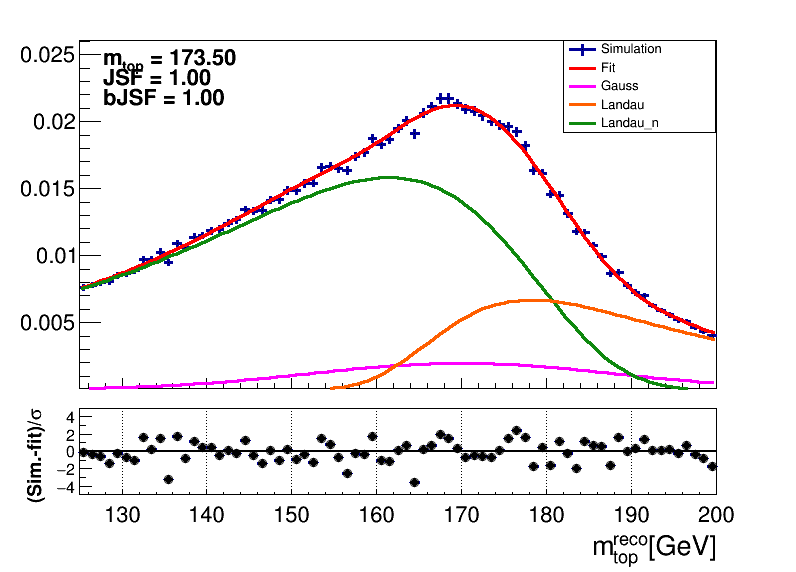 m_top = 173.50
JSF = 1.00
bJSF = 1.00
Simulation
Fit
Gauss
Landau
Landau_n
0.025
0.02
0.015
0.01
0.005
(Sim.-fit)/σ
4
2
0
−2
−4
130 140 150 160 170 180 190 200
m_top^reco[GeV]